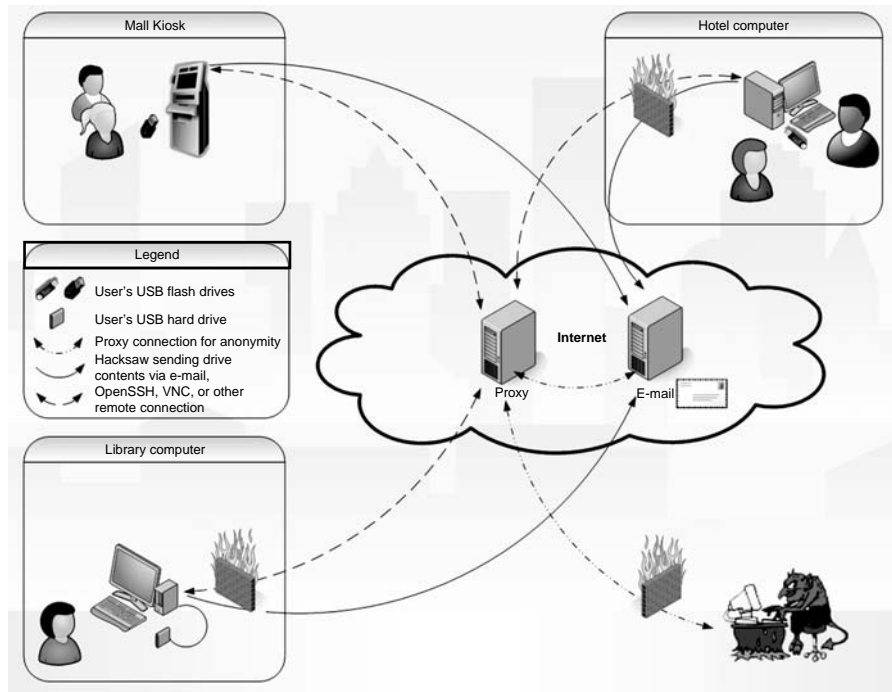 Mall Kiosk
Hotel computer
Legend
User's USB flash drives
User's USB hard drive
Proxy connection for anonymity
Hacksaw sending drive
contents via e-mail,
OpenSSH, VNC, or other
remote connection
Internet
Proxy
E-mail
Library computer